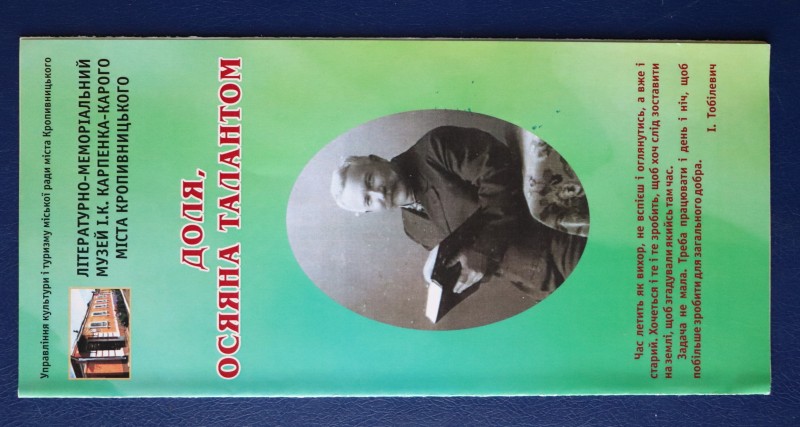 Управління культури і туризму міської ради міста Кропивницького
ЛІТЕРАТУРНО-МЕМОРІАЛЬНИЙ
МУЗЕЙ І.К. КАРПЕНКА-КАРОГО
МІСТА КРОПИВНИЦЬКОГО
ДОЛЯ,
ОСЯЯНА ТАЛАНТОМ
Час летить як вихор, не вспієш і оглянутись, а вже і
старий. Хочеться і те і те зробить, щоб хоч слід зоставити
на землі, щоб згадували якийсь там час.
Задача не мала. Треба працювати і день і ніч, щоб
побільше зробити для загального добра.
І. Тобілевич